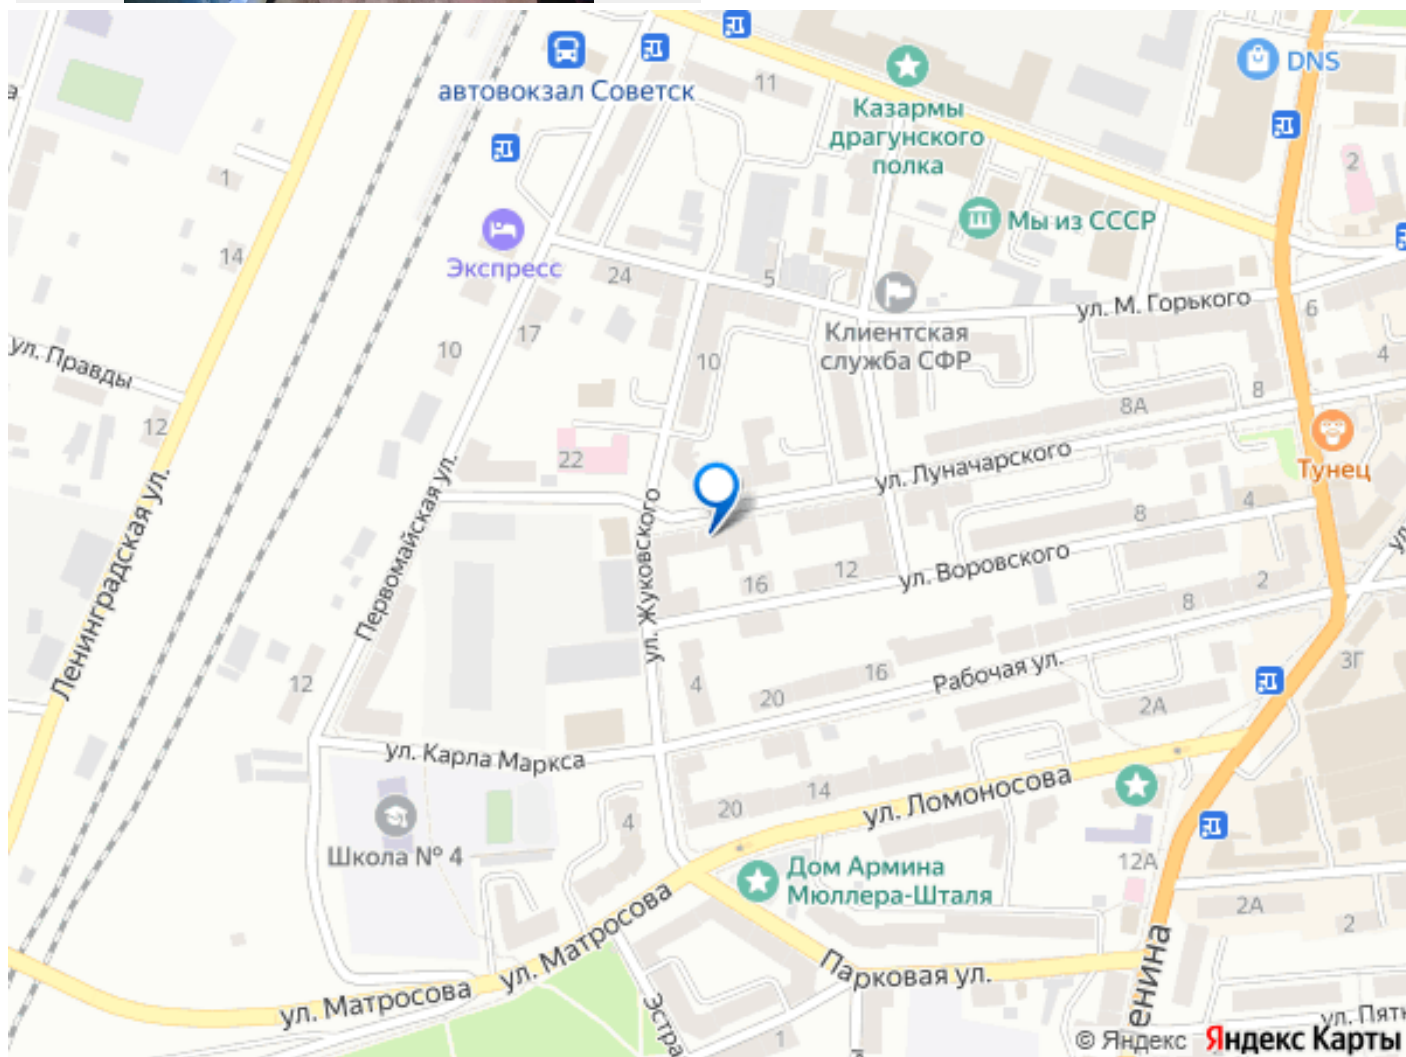 автовокзал Советск
11
DNS
Казармы
драгунского
полка
2
1
14
Мы из СССР
Экспресс
24
5
ул. М. Горького
6
Клиентская
служба СФР
17
10
10
4
ул. Правды
12
8А
8
Тунец
22
ул. Луначарского
Ленинградская ул.
Первомайская ул.
ул. Жуковского
8
4
ул. Воровского
16
12
2
8
Рабочая ул.
4
20
16
12
3Г
2А
ул. Карла Маркса
20
14
ул. Ломоносова
4
Школа № 4
Дом Армина
Мюллера-Шталя
12А
2А
2
ул. Матросова
ул. Матросова
Парковая ул.
Эстра
1
енина
ул. Пятн
© Яндекс Яндекс Карты